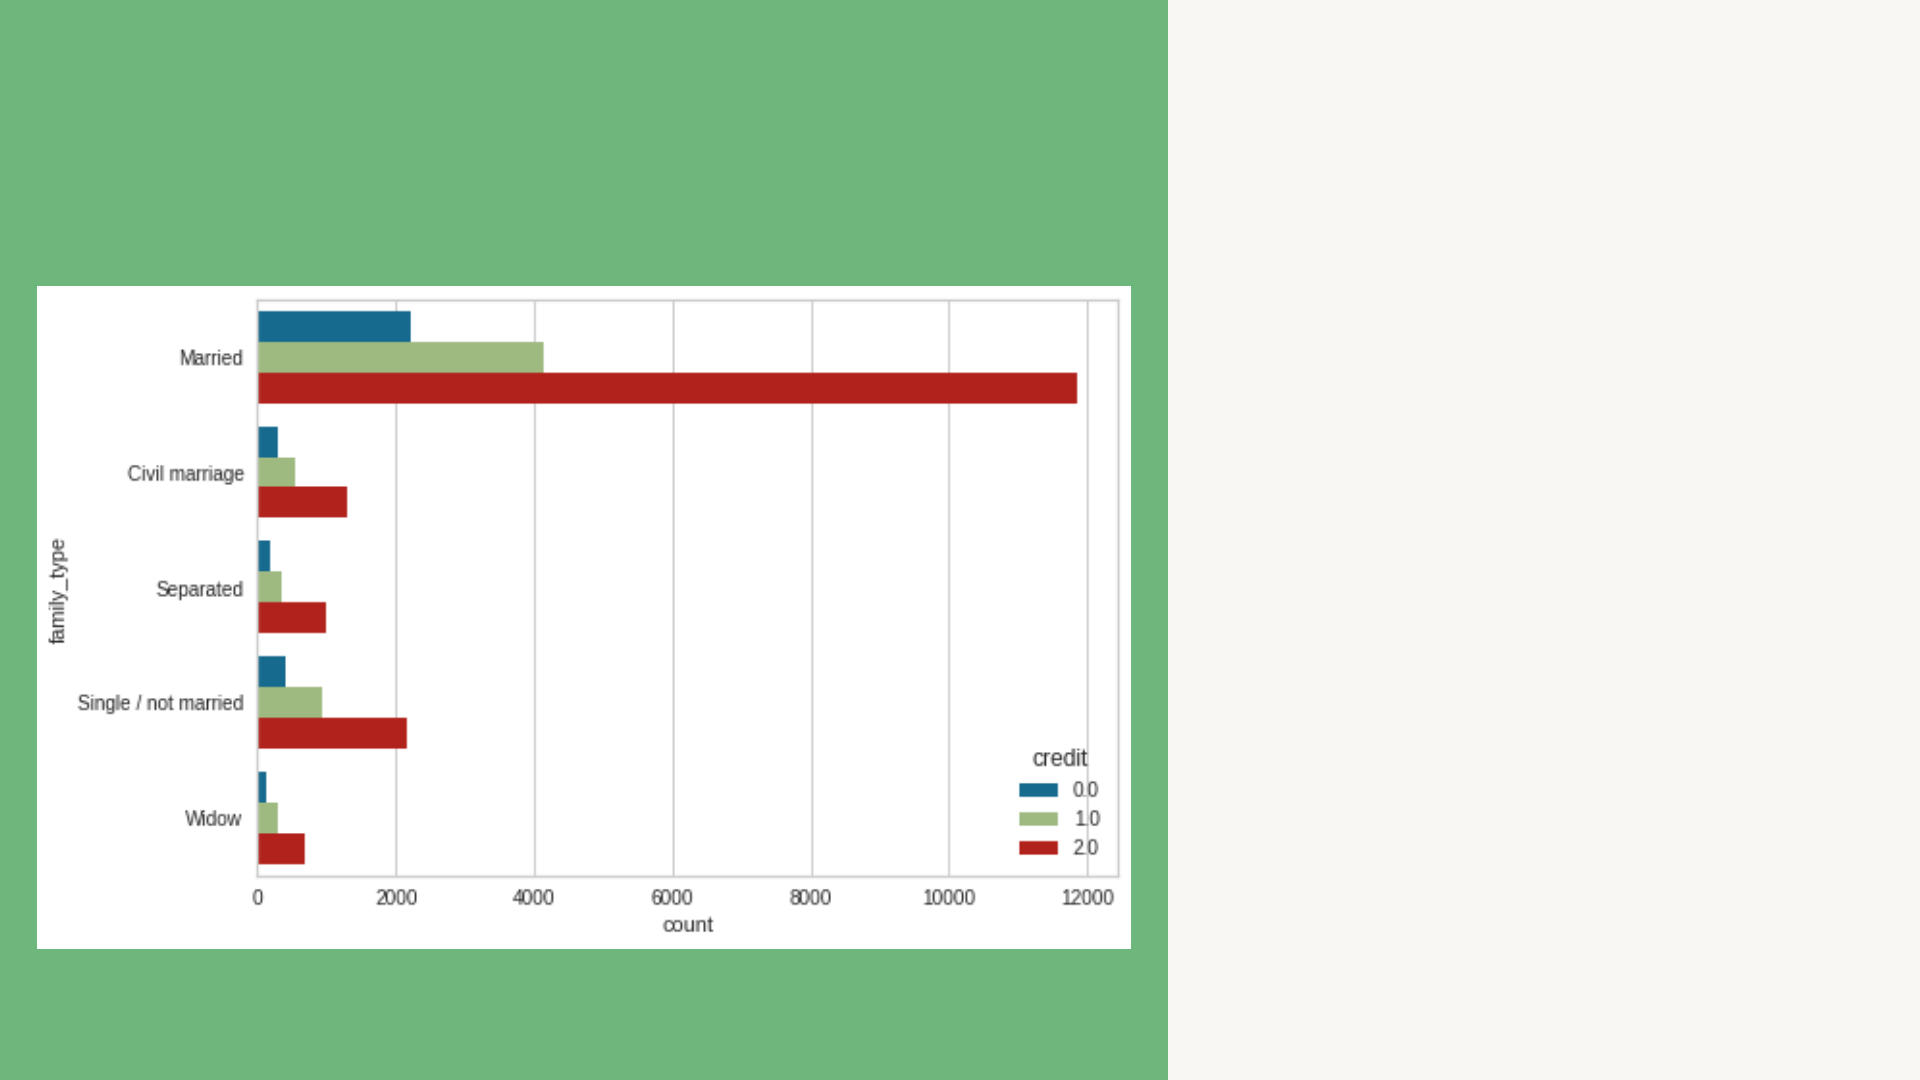 family_type
Married
Civil marriage
Separated
Single / not married
Widow
credit
0.0
1.0
2.0
0 2000 4000 6000 8000 10000 12000
count